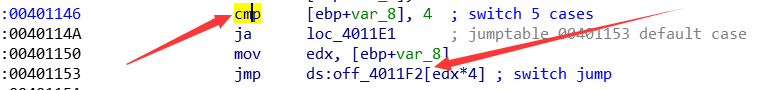 :00401146 cmp [ebp+var_8], 4 ; switch 5 cases
:0040114A ja loc_4011E1 ; jumptable 00401153 default case
:00401150 mov edx, [ebp+var_8]
:00401153 jmp ds:off_4011F2[edx*4] ; switch jump